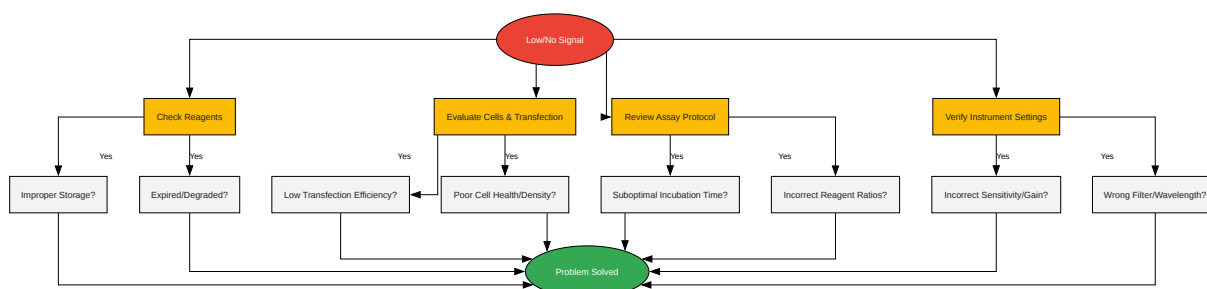 Low/No Signal
Check Reagents
Evaluate Cells & Transfection
Review Assay Protocol
Verify Instrument Settings
Yes
Yes
Yes
Yes
Yes
Yes
Yes
Yes
Improper Storage?
Expired/Degraded?
Low Transfection Efficiency?
Poor Cell Health/Density?
Suboptimal Incubation Time?
Incorrect Reagent Ratios?
Incorrect Sensitivity/Gain?
Wrong Filter/Wavelength?
Problem Solved